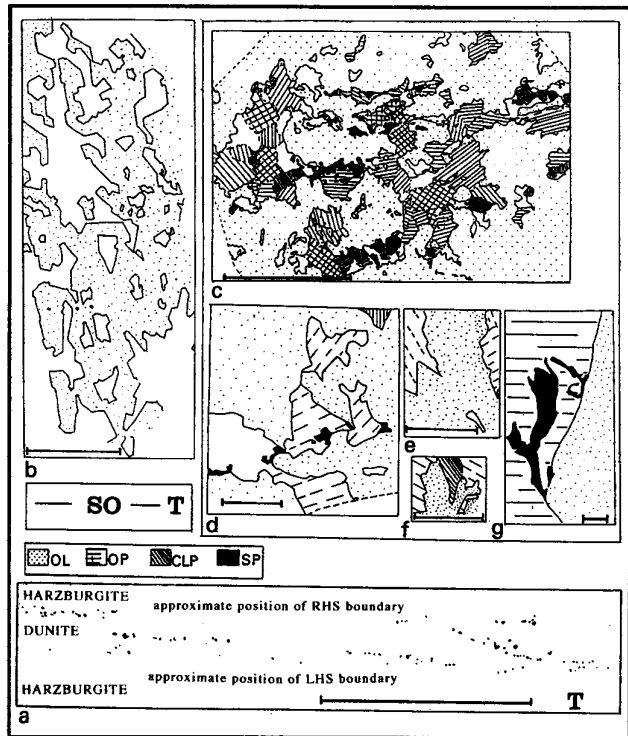 b
c
d
e
f
g
— SO — T
OL OP CLP SP
HARZBURGITE
approximate position of RHS boundary
DUNITE
approximate position of LHS boundary
HARZBURGITE
T
a